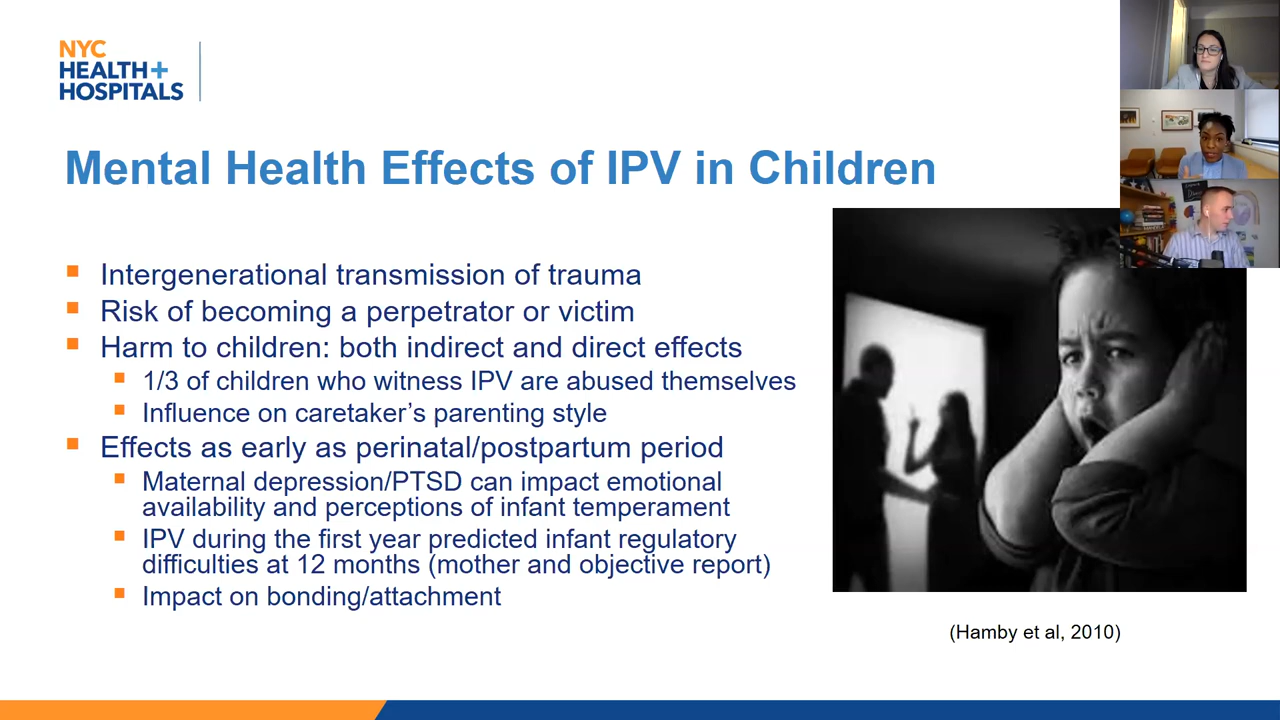 NYC
HEALTH+
HOSPITALS
Mental Health Effects of IPV in Children
Intergenerational transmission of trauma
Risk of becoming a perpetrator or victim
Harm to children: both indirect and direct effects
1/3 of children who witness IPV are abused themselves
Influence on caretaker’s parenting style
Effects as early as perinatal/postpartum period
Maternal depression/PTSD can impact emotional
availability and perceptions of infant temperament
IPV during the first year predicted infant regulatory
difficulties at 12 months (mother and objective report)
Impact on bonding/attachment
(Hamby et al, 2010)